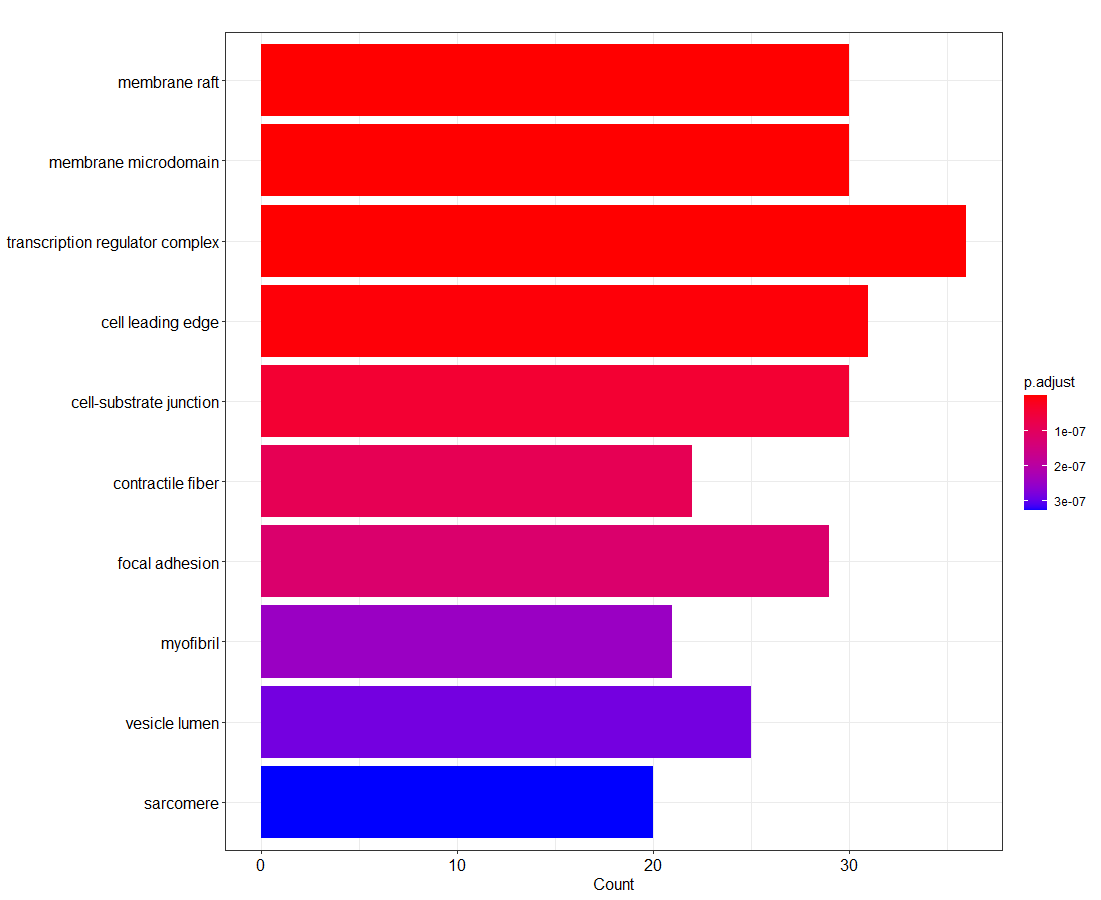 membrane raft
membrane microdomain
transcription regulator complex
cell leading edge
cell-substrate junction
contractile fiber
focal adhesion
myofibril
vesicle lumen
sarcomere
0 10 20 30
Count
p.adjust
1e-07
2e-07
3e-07